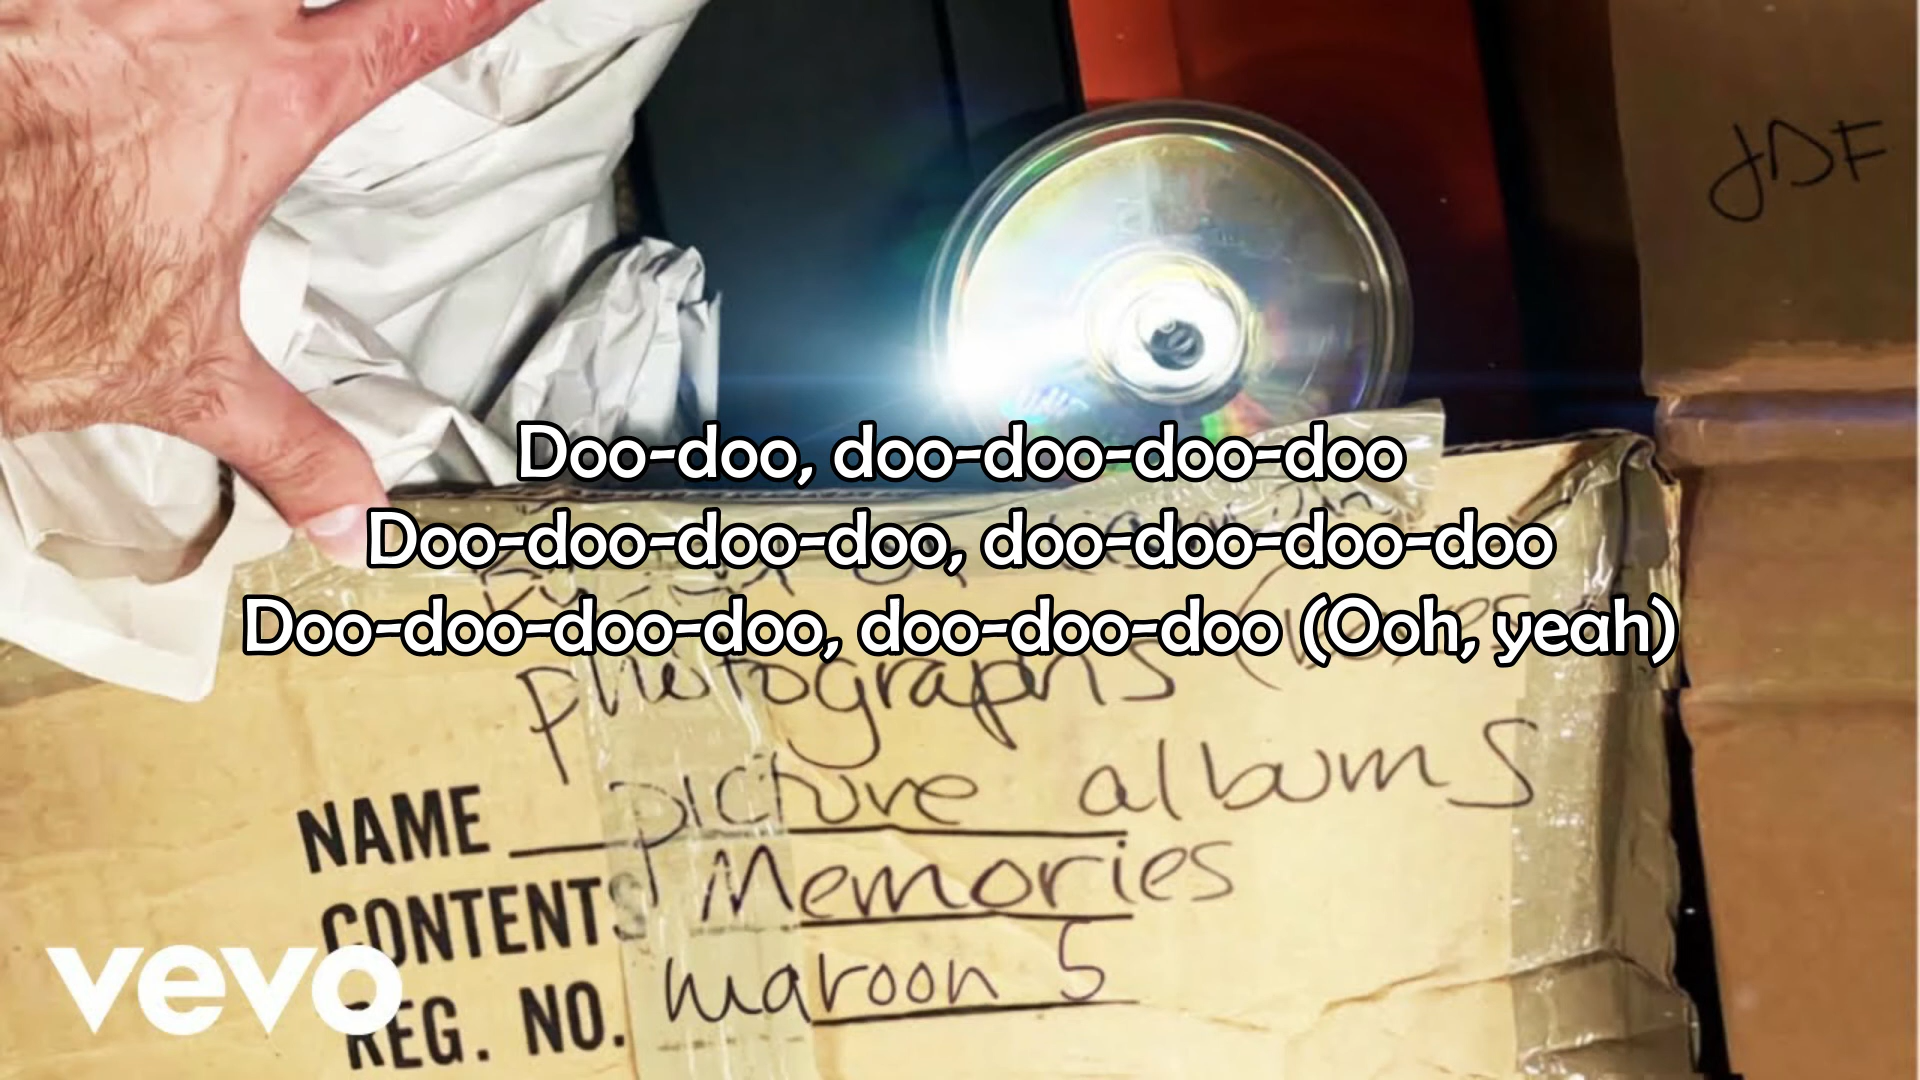 JDF
Doo-doo, doo-doo-doo-doo
Doo-doo-doo-doo, doo-doo-doo-doo
Doo-doo-doo-doo, doo-doo-doo (Ooh, yeah)
photographs
picture albums
NAME
Memories
CONTENTS
maroon 5
REG. NO.
vevo